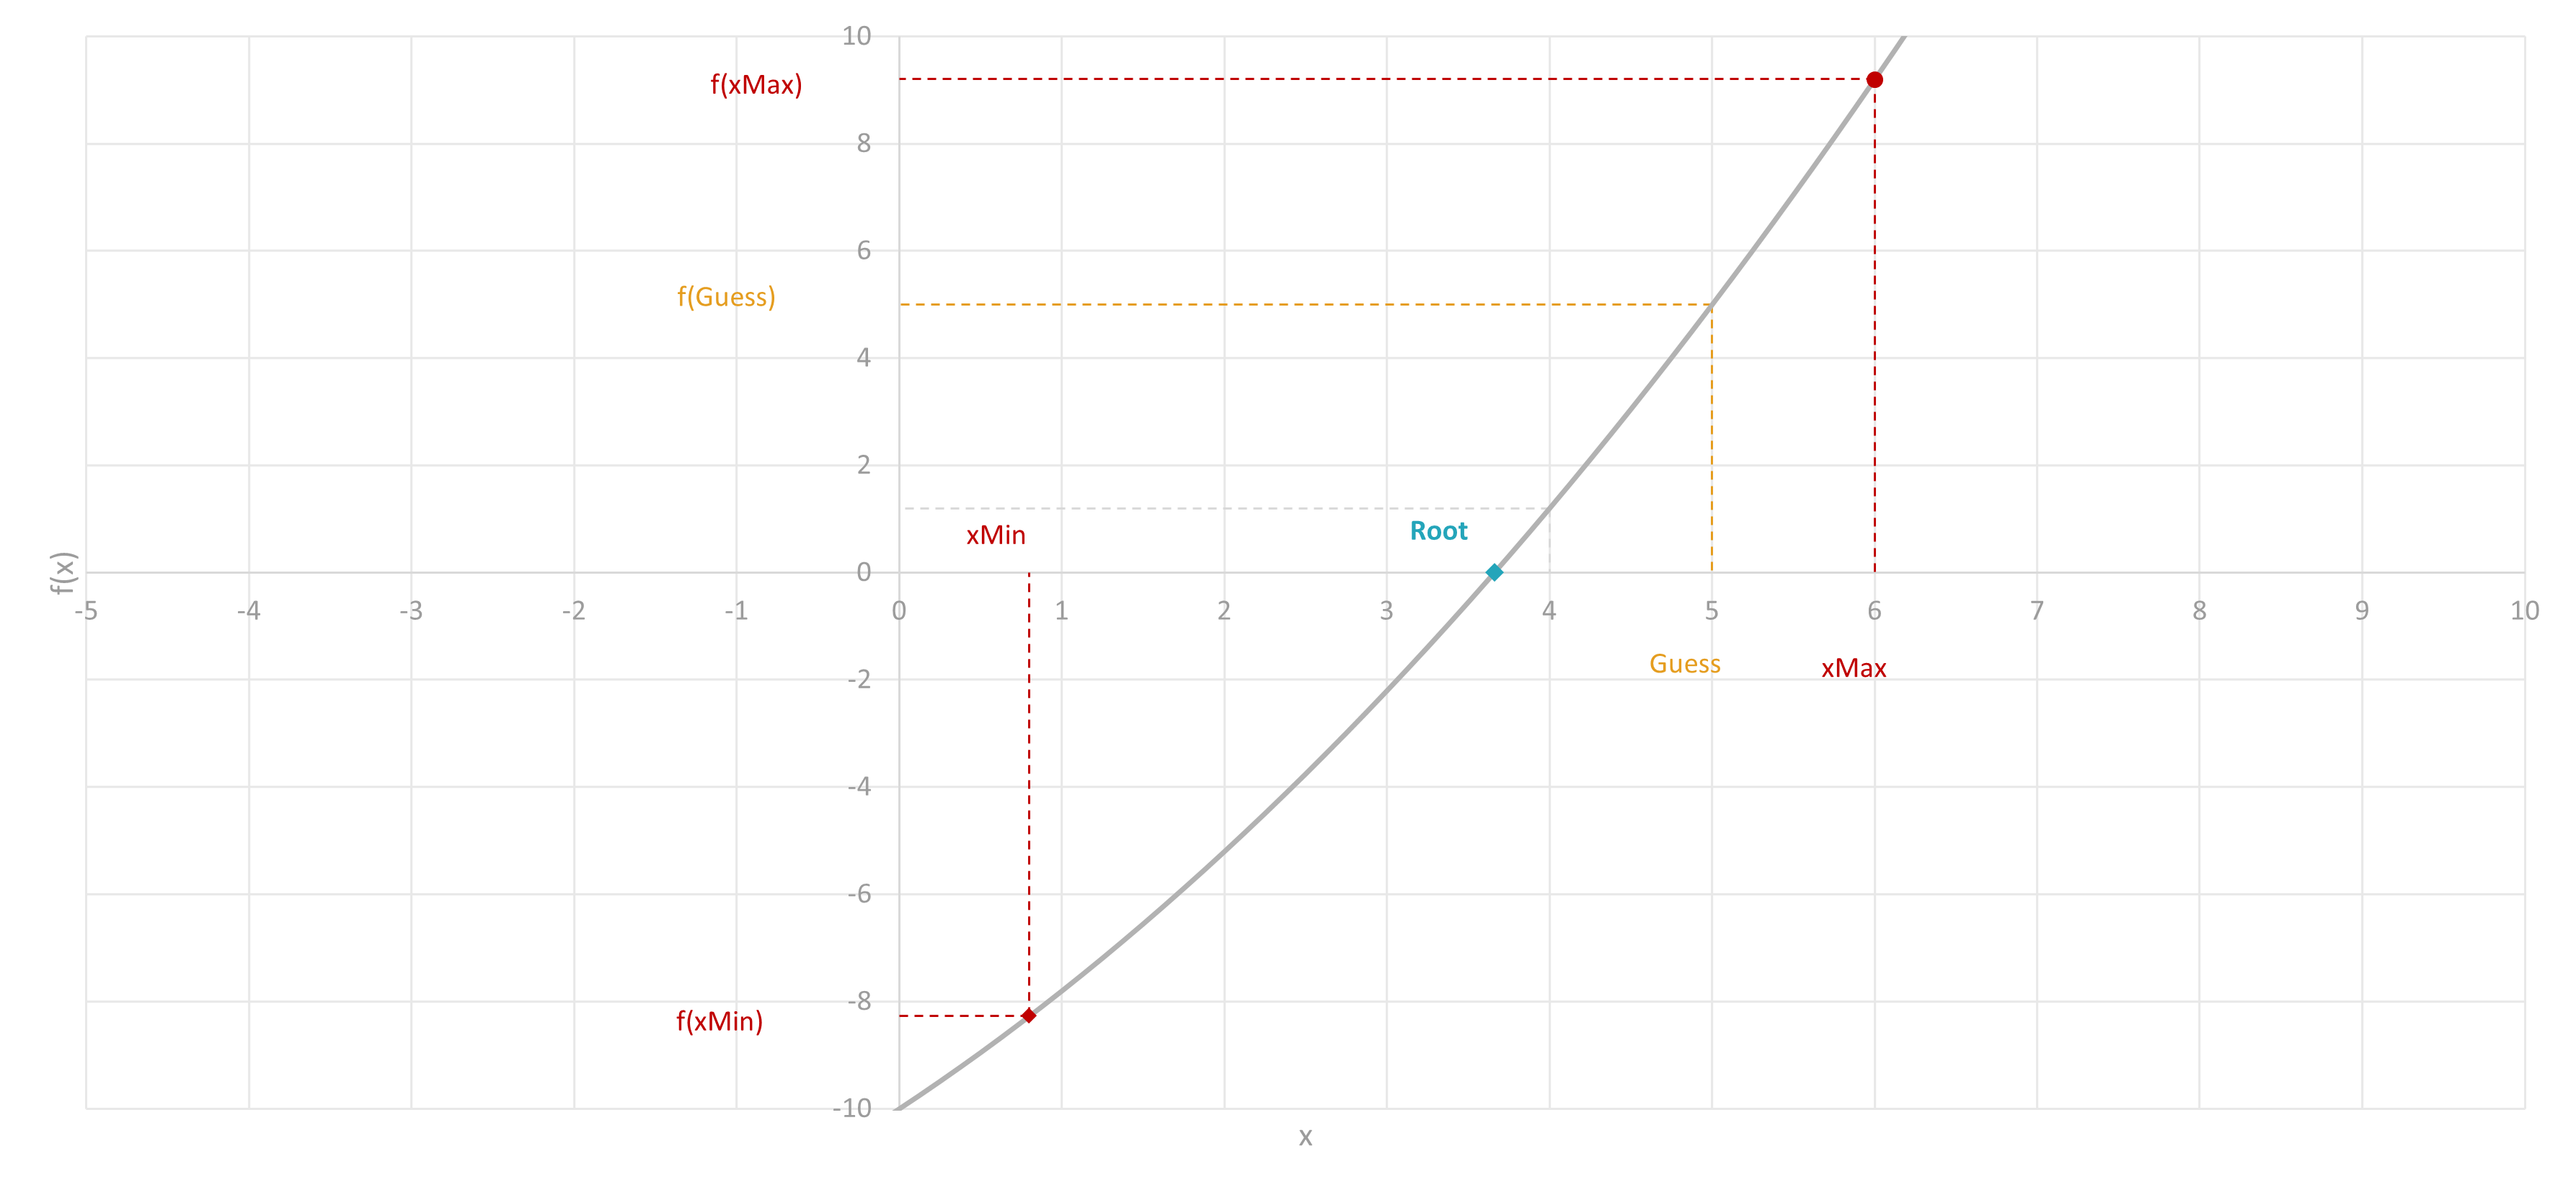 10
f(xMax)
8
6
f(Guess)
4
2
Root
xMin
f(x)
0
-5 -4 -3 -2 -1 0 1 2 3 4 5 6 7 8 9 10
Guess
xMax
-2
-4
-6
-8
f(xMin)
-10
x